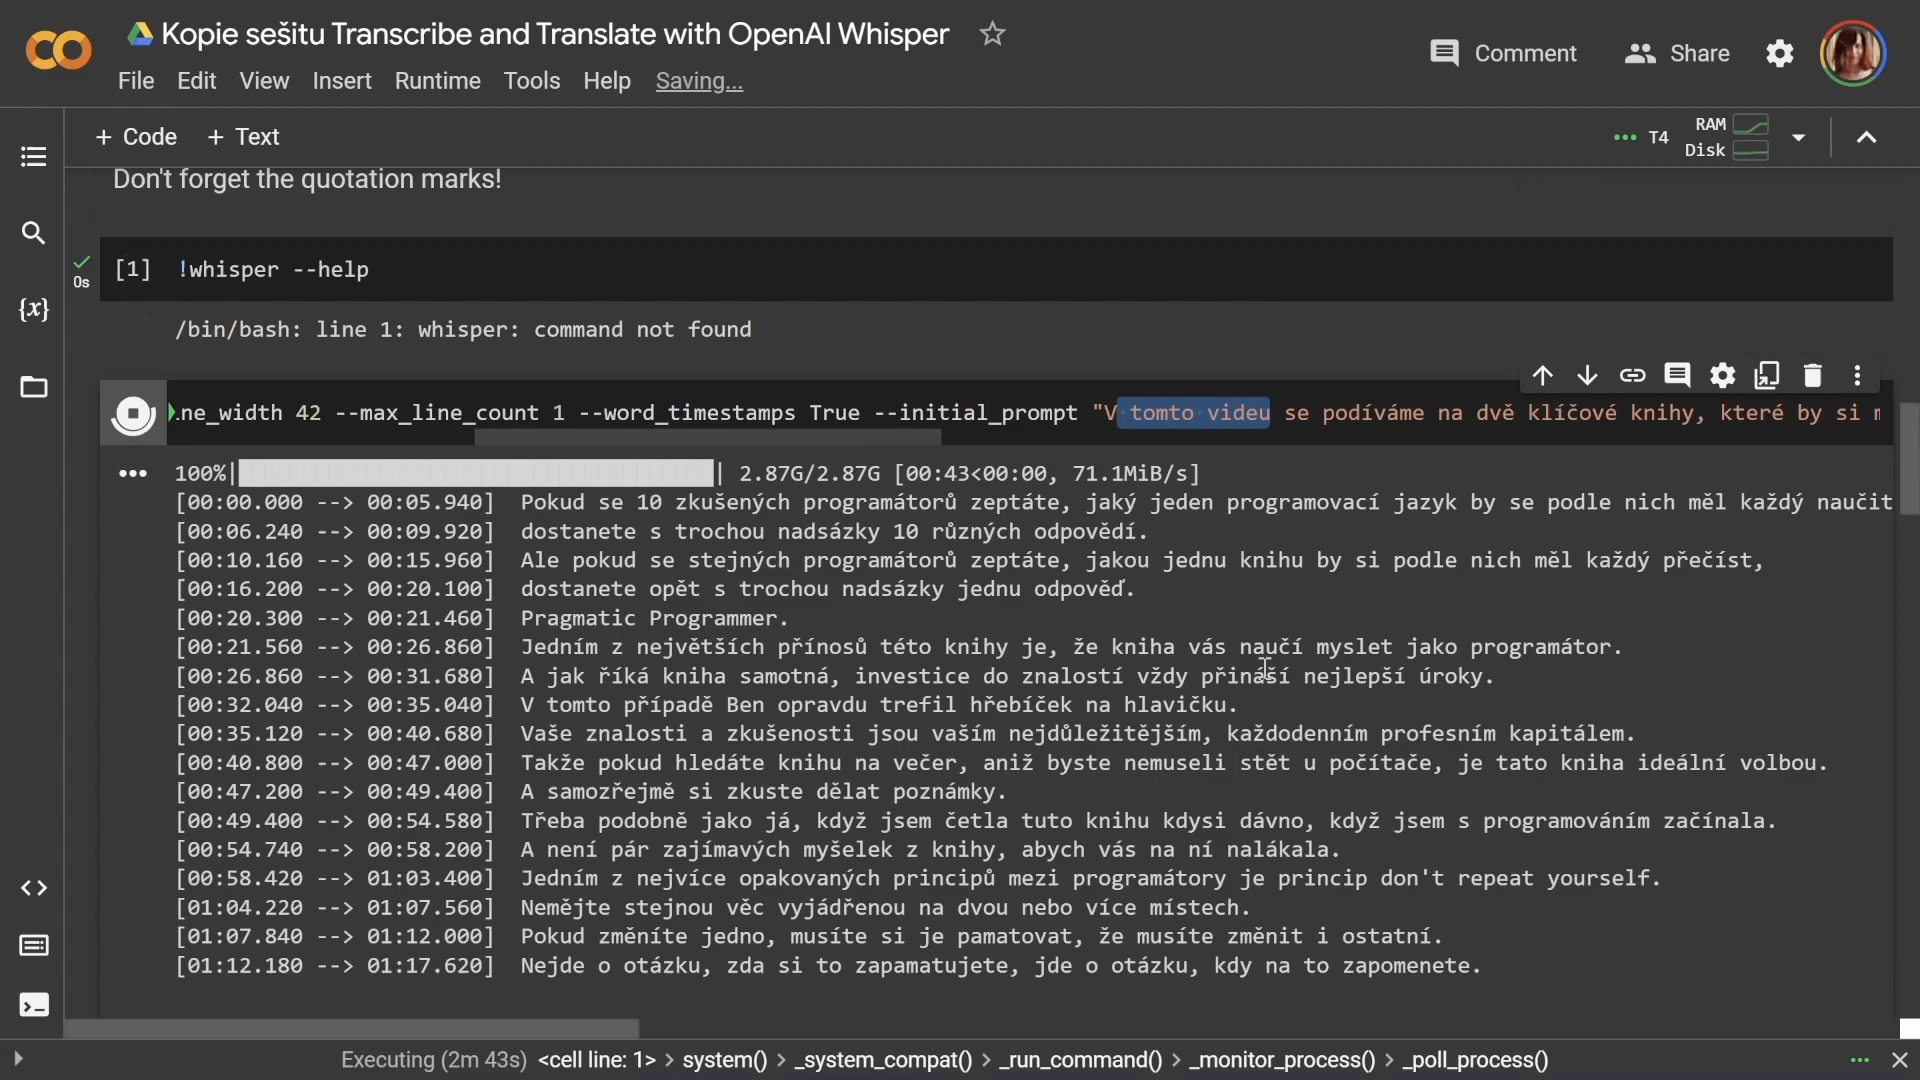 Kopie sešitu Transcribe and Translate with OpenAI Whisper
File Edit View Insert Runtime Tools Help Saving...
Comment Share
+ Code + Text
T4 RAM Disk
Don't forget the quotation marks!
[1] !whisper --help
0s
/bin/bash: line 1: whisper: command not found
ne_width 42 --max_line_count 1 --word_timestamps True --initial_prompt "V tomto videu se podíváme na dvě klíčové knihy, které by si
100%| | 2.87G/2.87G [00:43<00:00, 71.1MiB/s]
[00:00.000 --> 00:05.940] Pokud se 10 zkušených programátorů zeptáte, jaký jeden programovací jazyk by se podle nich měl každý naučit
[00:06.240 --> 00:09.920] dostanete s trochou nadsázky 10 různých odpovědí.
[00:10.160 --> 00:15.960] Ale pokud se stejných programátorů zeptáte, jakou jednu knihu by si podle nich měl každý přečíst,
[00:16.200 --> 00:20.100] dostanete opět s trochou nadsázky jednu odpověď.
[00:20.300 --> 00:21.460] Pragmatic Programmer.
[00:21.560 --> 00:26.860] Jedním z největších přínosů této knihy je, že kniha vás naučí myslet jako programátor.
[00:26.860 --> 00:31.680] A jak říká kniha samotná, investice do znalostí vždy přináší nejlepší úroky.
[00:32.040 --> 00:35.040] V tomto případě Ben opravdu trefil hřebíček na hlavičku.
[00:35.120 --> 00:40.680] Vaše znalosti a zkušenosti jsou vaším nejdůležitějším, každodenním profesním kapitálem.
[00:40.800 --> 00:47.000] Takže pokud hledáte knihu na večer, aniž byste nemuseli stět u počítače, je tato kniha ideální volbou.
[00:47.200 --> 00:49.400] A samozřejmě si zkuste dělat poznámky.
[00:49.400 --> 00:54.580] Třeba podobně jako já, když jsem četla tuto knihu kdysi dávno, když jsem s programováním začínala.
[00:54.740 --> 00:58.200] A není pár zajímavých myšelek z knihy, abych vás na ní nalákala.
[00:58.420 --> 01:03.400] Jedním z nejvíce opakovaných principů mezi programátory je princip don't repeat yourself.
[01:04.220 --> 01:07.560] Nemějte stejnou věc vyjádřenou na dvou nebo více místech.
[01:07.840 --> 01:12.000] Pokud změníte jedno, musíte si je pamatovat, že musíte změnit i ostatní.
[01:12.180 --> 01:17.620] Nejde o otázku, zda si to zapamatujete, jde o otázku, kdy na to zapomenete.
Executing (2m 43s) <cell line: 1> > system() > _system_compat() > _run_command() > _monitor_process() > _poll_process()